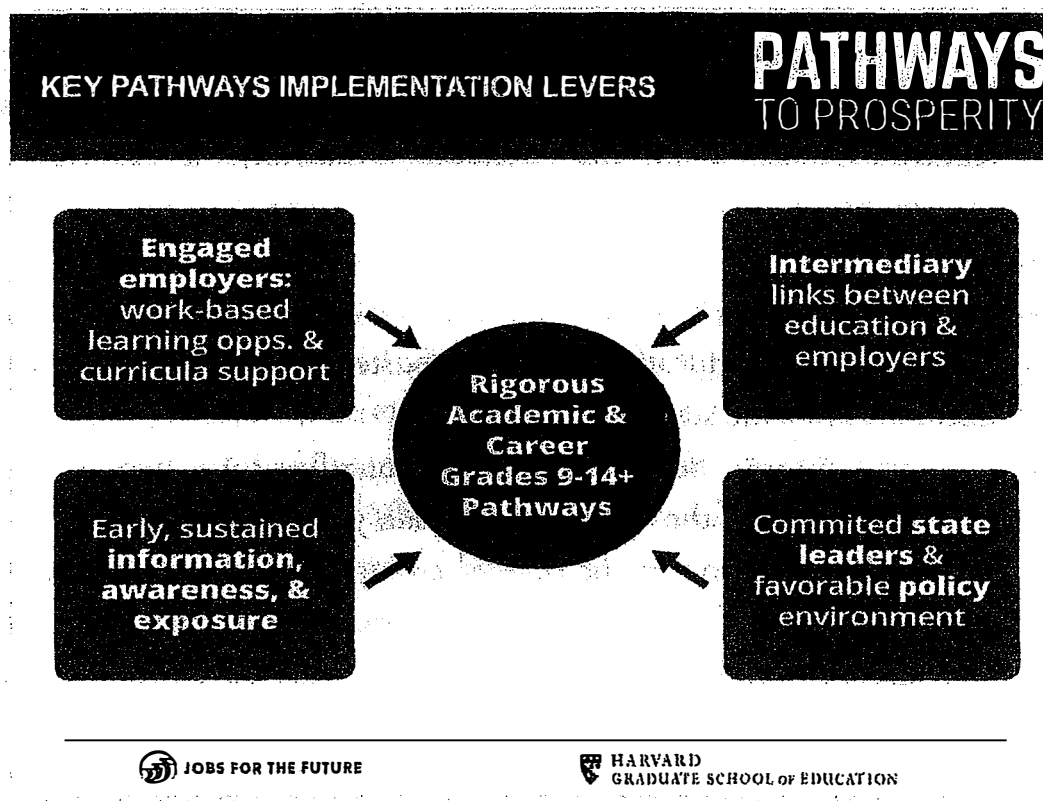 KEY PATHWAYS IMPLEMENTATION LEVERS
PATHWAYS
TO PROSPERITY
Engaged
employers:
work-based
learning opps. &
curricula support
Intermediary
links between
education &
employers
Rigorous
Academic &
Career
Grades 9-14+
Pathways
Early, sustained
information,
awareness, &
exposure
Commited state
leaders &
favorable policy
environment
JOBS FOR THE FUTURE
HARVARD
GRADUATE SCHOOL OF EDUCATION